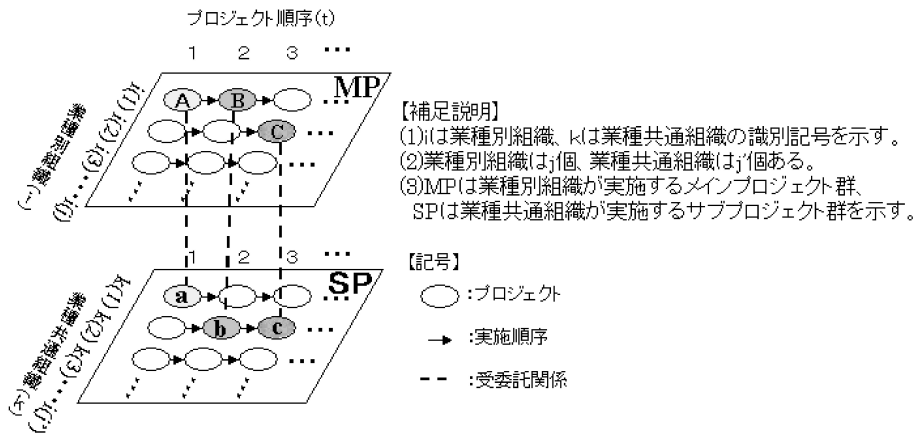 プロジェクト順序(t)
1 2 3 ･･･
MP
A B C ･･･
業種別組織(i)
i(1) i(2) i(3) ････ i(j)
【補足説明】
(1)iは業種別組織、kは業種共通組織の識別記号を示す。
(2)業種別組織はj個、業種共通組織はj'個ある。
(3)MPは業種別組織が実施するメインプロジェクト群、
SPは業種共通組織が実施するサブプロジェクト群を示す。
1 2 3 ･･･
SP
a b c ･･･
業種共通組織(k)
k(1) k(2) k(3) ････ i(j')
【記号】
:プロジェクト
:実施順序
:受委託関係